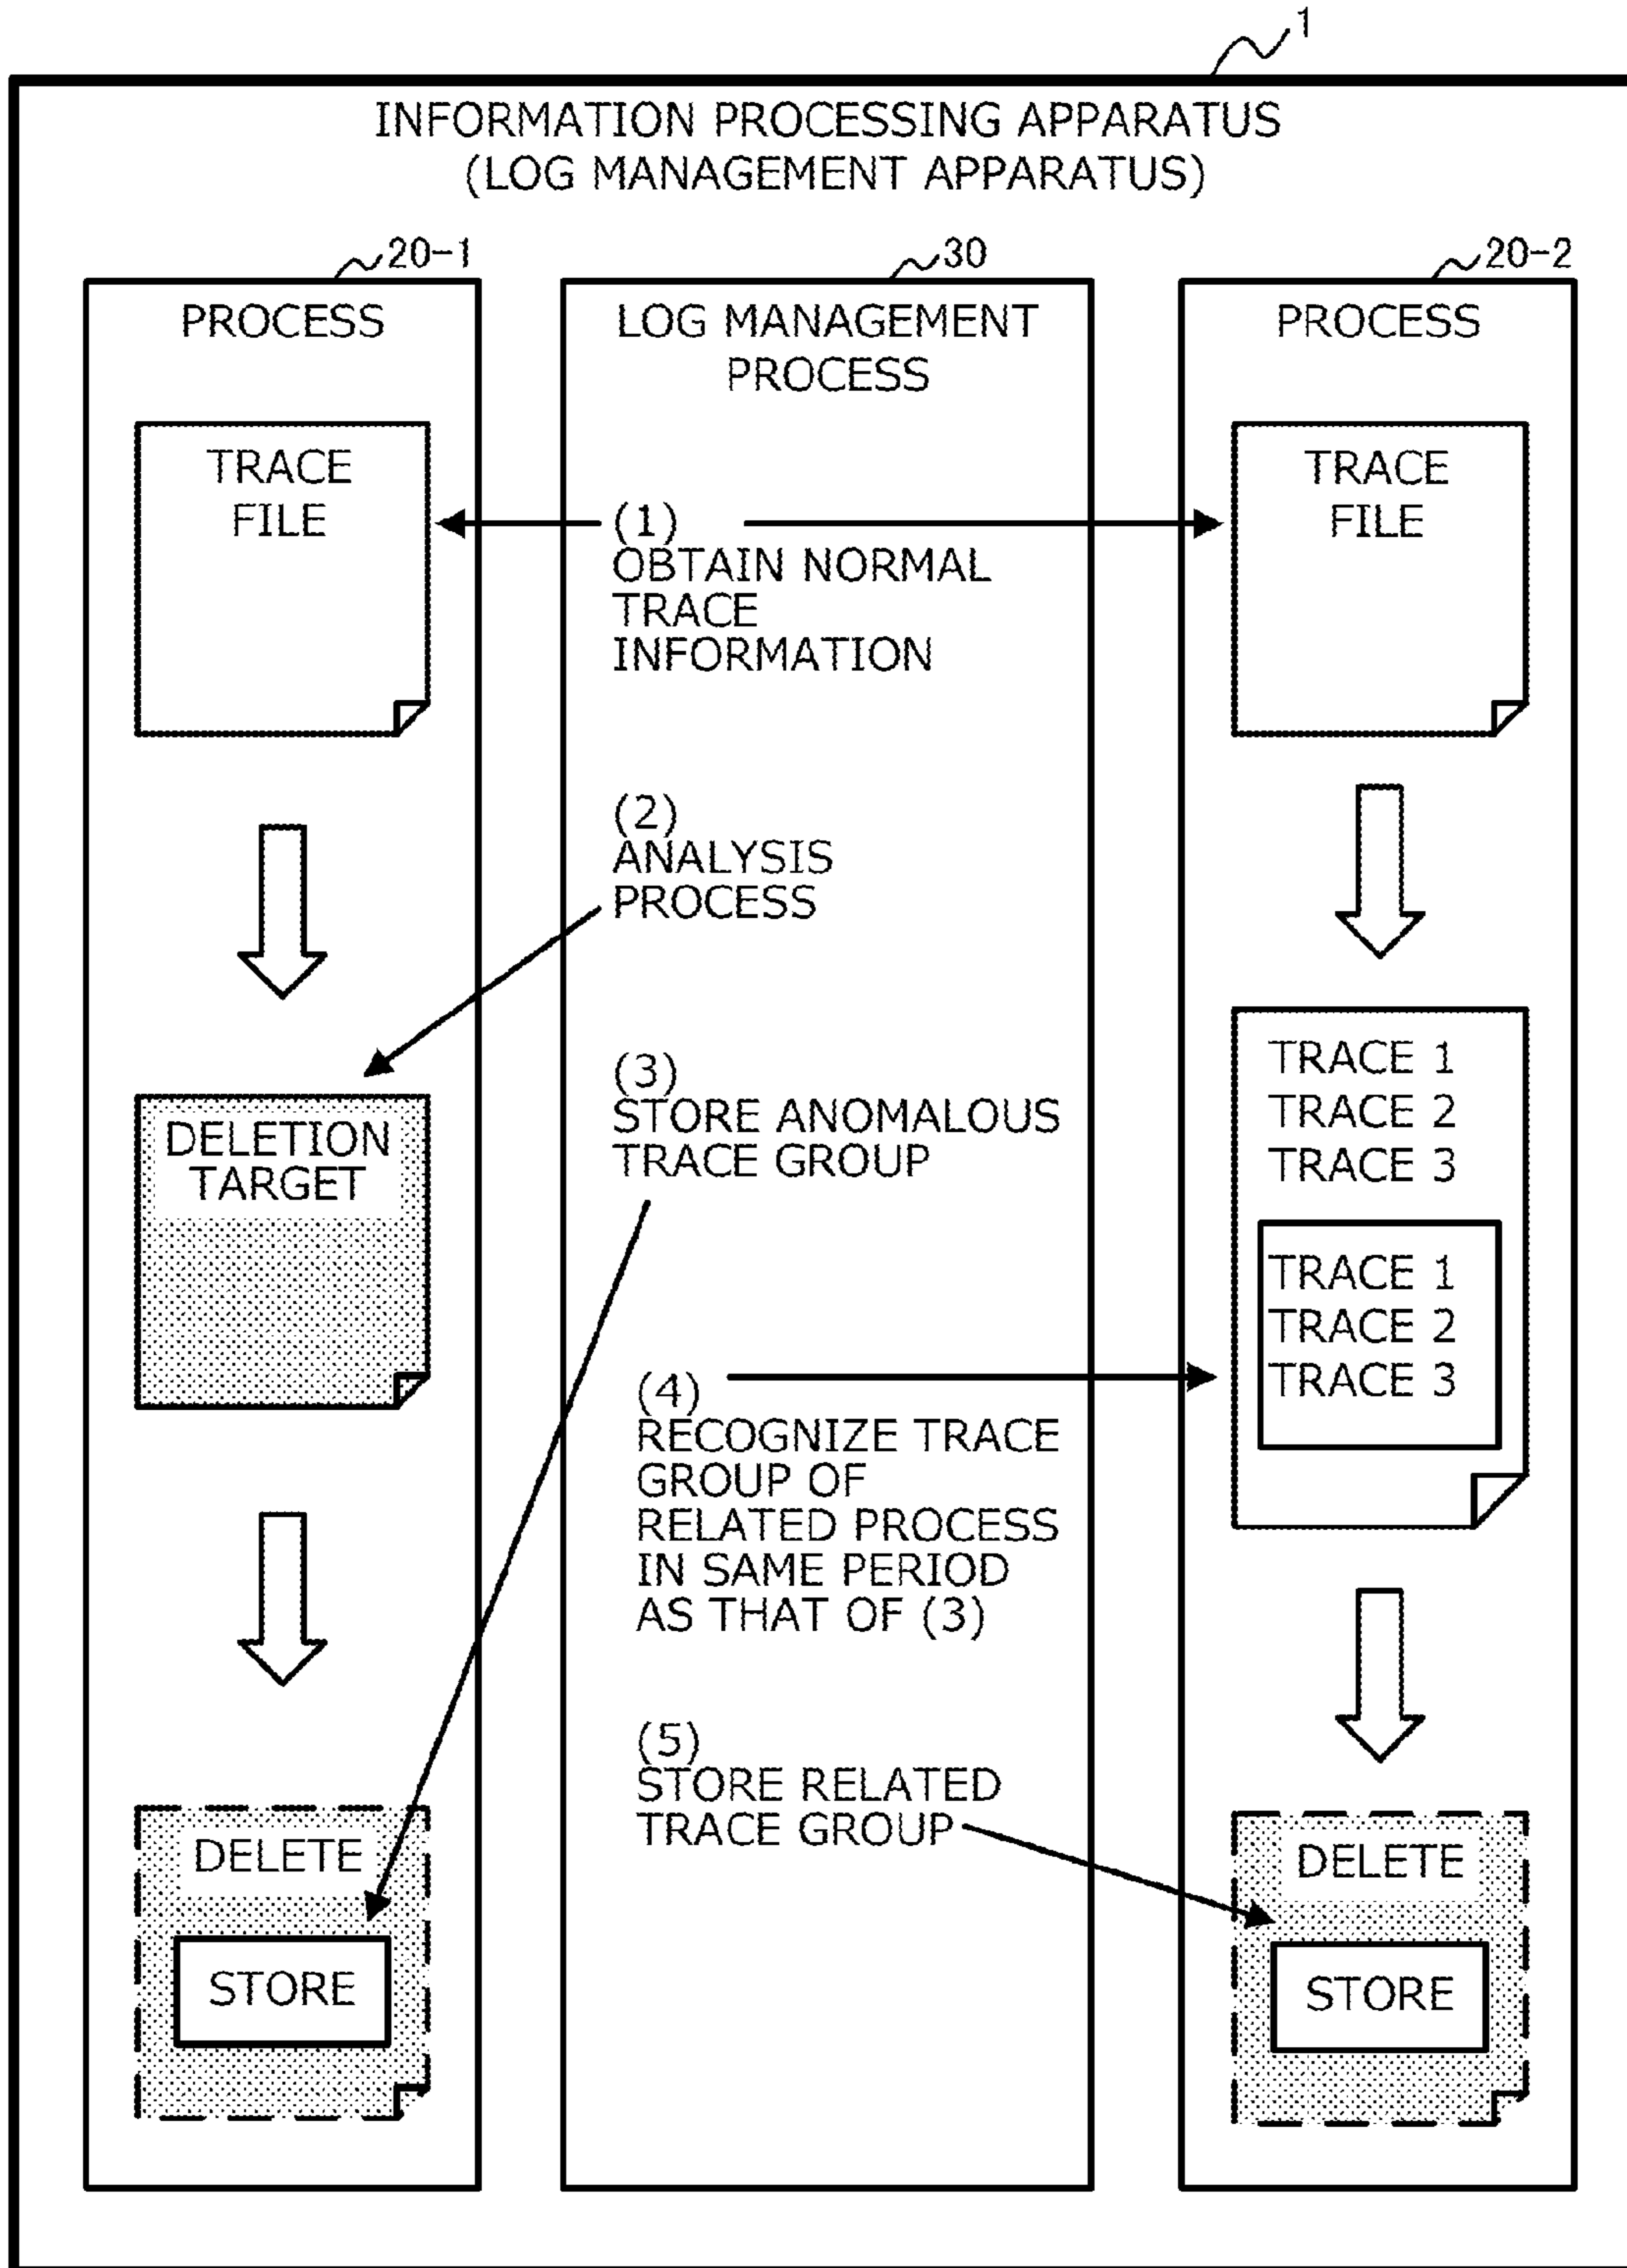 1
INFORMATION PROCESSING APPARATUS
(LOG MANAGEMENT APPARATUS)
20-1
PROCESS
TRACE
FILE
DELETION
TARGET
DELETE
STORE
30
LOG MANAGEMENT
PROCESS
(1)
OBTAIN NORMAL
TRACE
INFORMATION
(2)
ANALYSIS
PROCESS
(3)
STORE ANOMALOUS
TRACE GROUP
(4)
RECOGNIZE TRACE
GROUP OF
RELATED PROCESS
IN SAME PERIOD
AS THAT OF (3)
(5)
STORE RELATED
TRACE GROUP
20-2
PROCESS
TRACE
FILE
TRACE 1
TRACE 2
TRACE 3
TRACE 1
TRACE 2
TRACE 3
DELETE
STORE